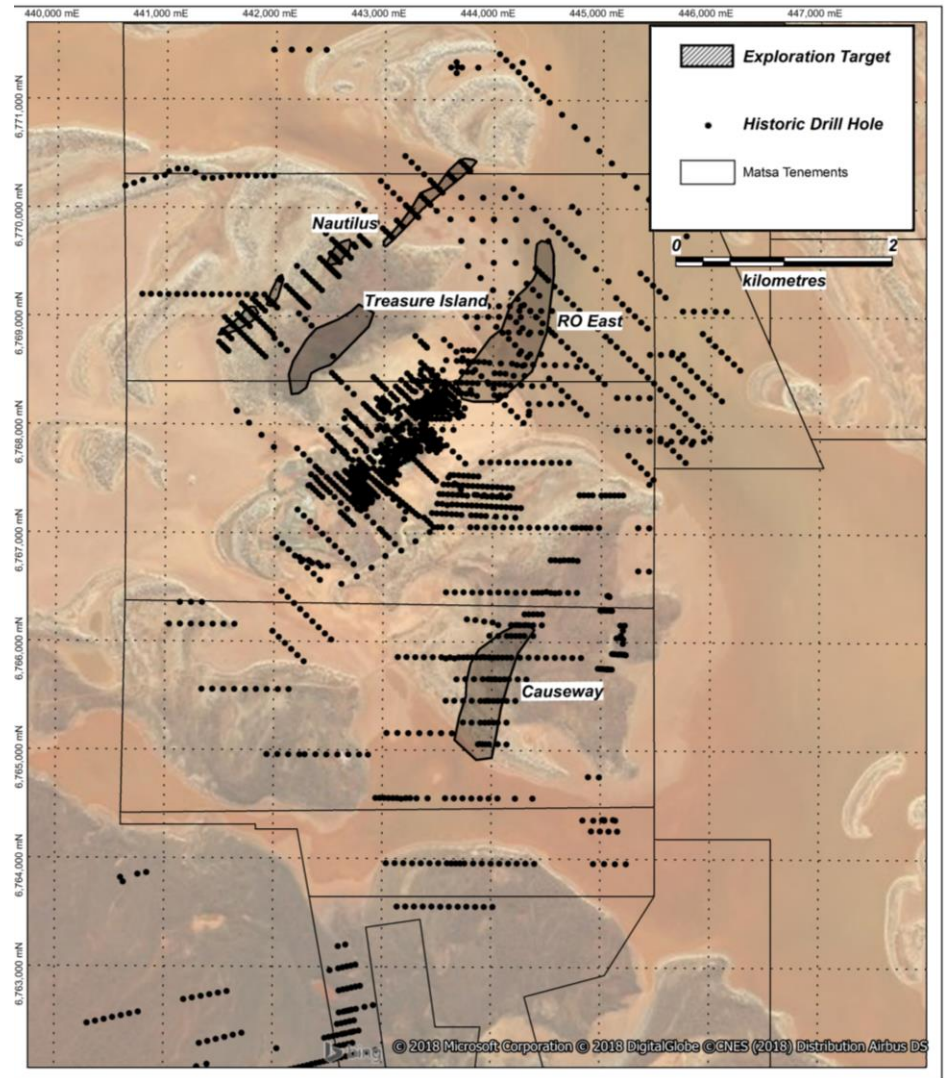 440,000 mE 441,000 mE 442,000 mE 443,000 mE 444,000 mE 445,000 mE 446,000 mE 447,000 mE
Exploration Target
Historic Drill Hole
Matsa Tenements
0 2
kilometres
6,771,000 mN
6,770,000 mN
6,769,000 mN
6,768,000 mN
6,767,000 mN
6,766,000 mN
6,765,000 mN
6,764,000 mN
6,763,000 mN
Nautilus
Treasure Island
RO East
Causeway
bing
© 2018 Microsoft Corporation © 2018 DigitalGlobe ©CNES (2018) Distribution Airbus DS